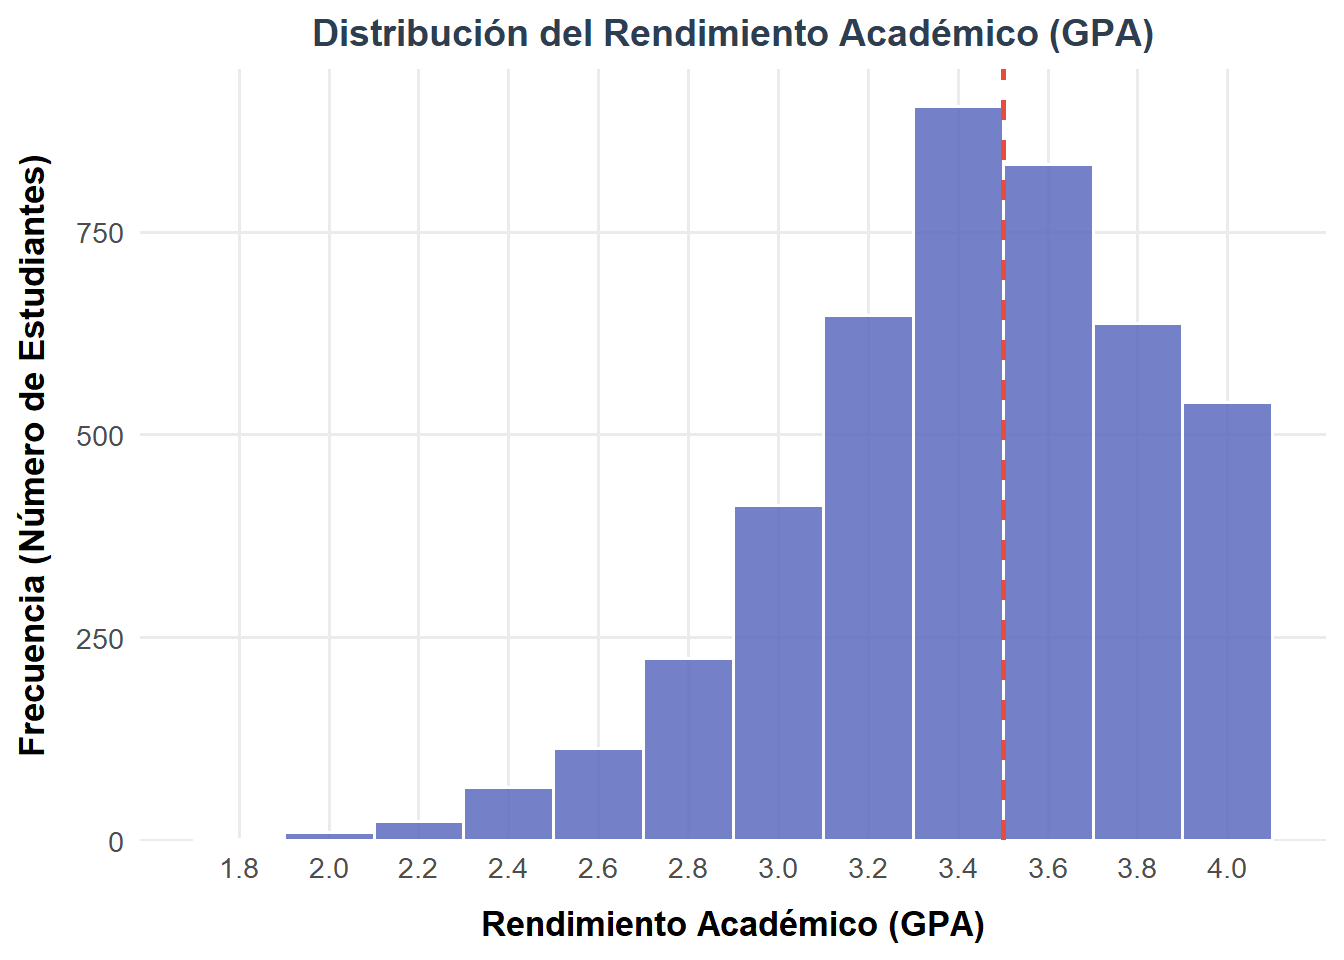 Distribución del Rendimiento Académico (GPA)
Frecuencia (Número de Estudiantes)
750
500
250
0
1.8 2.0 2.2 2.4 2.6 2.8 3.0 3.2 3.4 3.6 3.8 4.0
Rendimiento Académico (GPA)